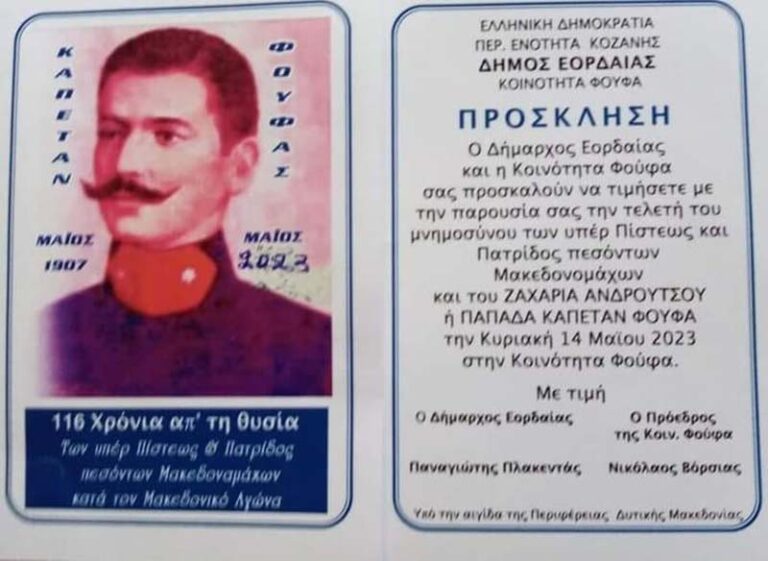 ΚΑΠΕΤΑΝ
ΦΟΥΦΑΣ
ΜΑΪΟΣ
1907
ΜΑΪΟΣ
2023
116 Χρόνια απ' τη θυσία
Των υπέρ Πίστεως & Πατρίδος
πεσόντων Μακεδοναμάχων
κατά τον Μακεδονικό Αγώνα
ΕΛΛΗΝΙΚΗ ΔΗΜΟΚΡΑΤΙΑ
ΠΕΡ. ΕΝΟΤΗΤΑ ΚΟΖΑΝΗΣ
ΔΗΜΟΣ ΕΟΡΔΑΙΑΣ
ΚΟΙΝΟΤΗΤΑ ΦΟΥΦΑ
ΠΡΟΣΚΛΗΣΗ
Ο Δήμαρχος Εορδαίας
και η Κοινότητα Φούφα
σας προσκαλούν να τιμήσετε με
την παρουσία σας την τελετή του
μνημοσύνου των υπέρ Πίστεως και
Πατρίδος πεσόντων
Μακεδονομάχων
και του ΖΑΧΑΡΙΑ ΑΝΔΡΟΥΤΣΟΥ
ή ΠΑΠΑΔΑ ΚΑΠΕΤΑΝ ΦΟΥΦΑ
την Κυριακή 14 Μαϊου 2023
στην Κοινότητα Φούφα.
Με τιμή
Ο Δήμαρχος Εορδαίας
Παναγιώτης Πλακεντάς
Ο Πρόεδρος
της Κοιν. Φούφα
Νικόλαος Βόρσιας
Υπό την αιγίδα της Περιφέρειας Δυτικής Μακεδονίας